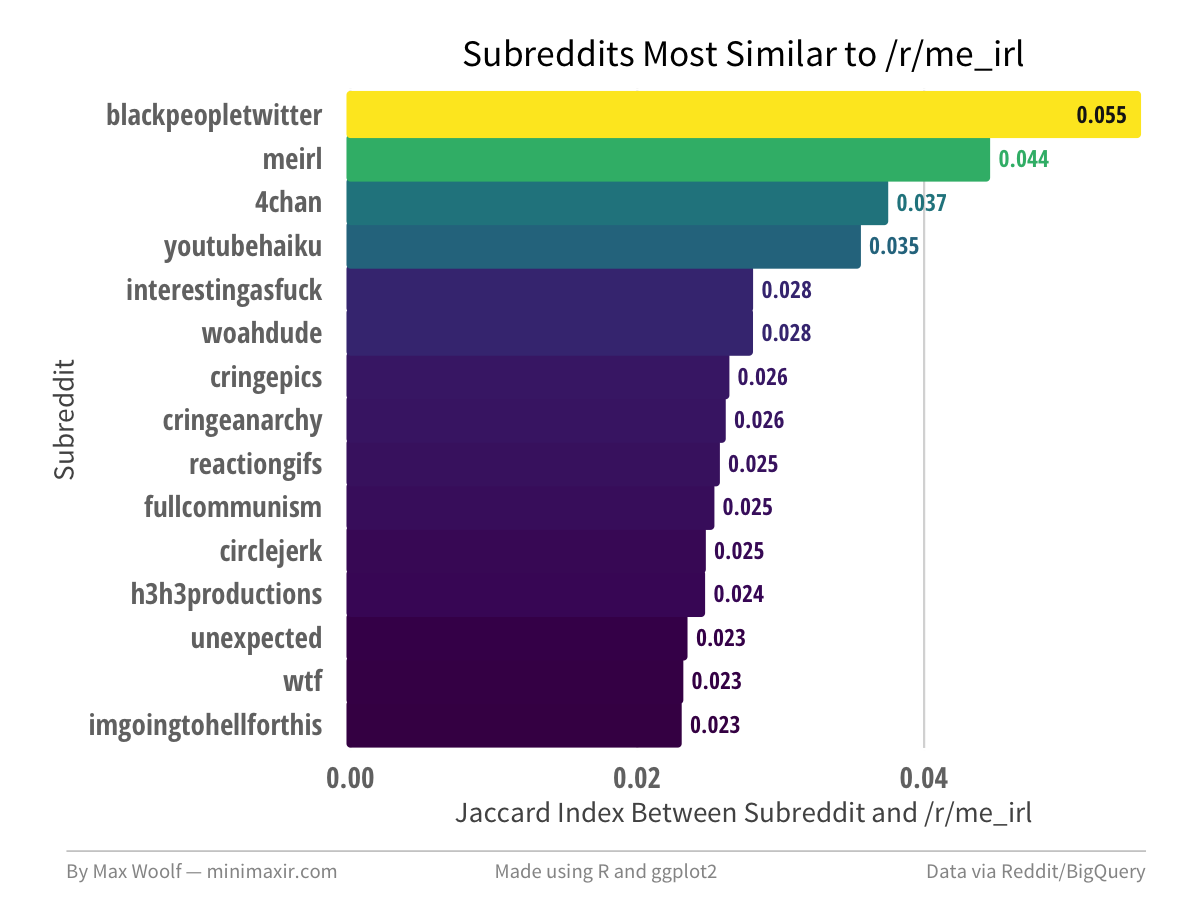 Subreddits Most Similar to /r/me_irl
blackpeopletwitter 0.055
meirl 0.044
4chan 0.037
youtubehaiku 0.035
interestingasfuck 0.028
woahdude 0.028
cringepics 0.026
cringeanarchy 0.026
reactiongifs 0.025
fullcommunism 0.025
circlejerk 0.025
h3h3productions 0.024
unexpected 0.023
wtf 0.023
imgoingtohellforthis 0.023
Subreddit
0.00 0.02 0.04
Jaccard Index Between Subreddit and /r/me_irl
By Max Woolf — minimaxir.com Made using R and ggplot2 Data via Reddit/BigQuery